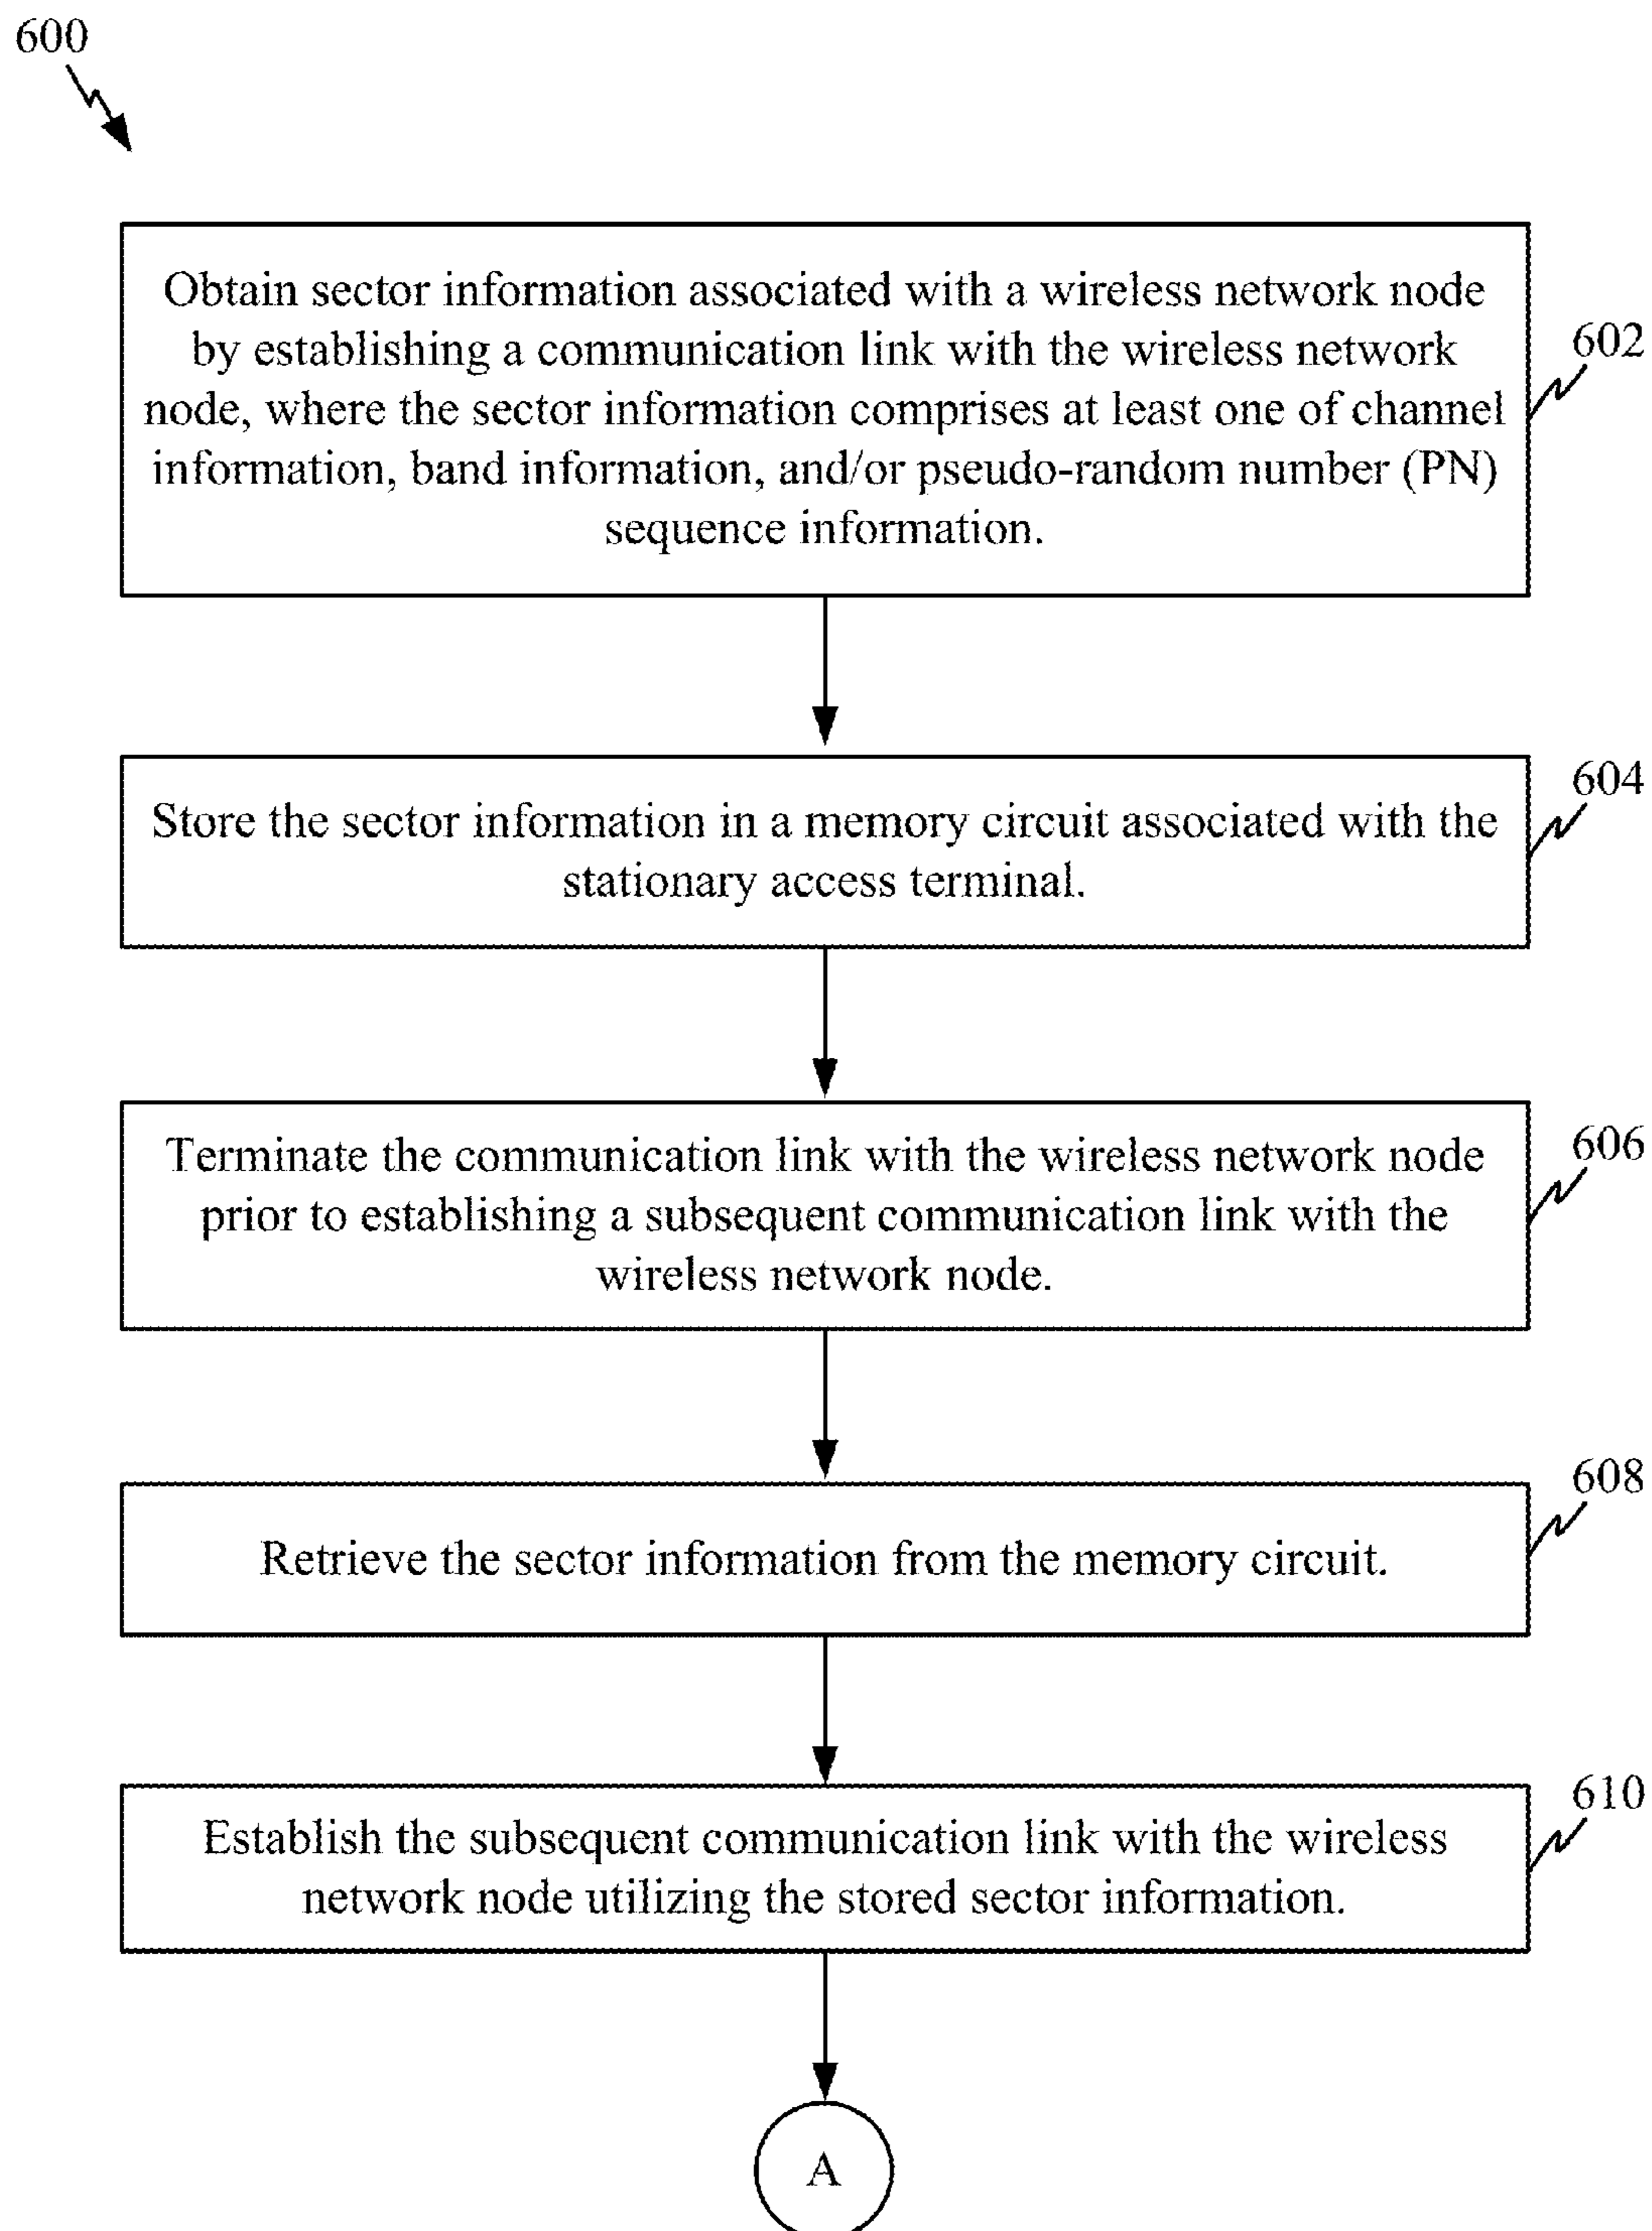 600
Obtain sector information associated with a wireless network node
by establishing a communication link with the wireless network
node, where the sector information comprises at least one of channel
information, band information, and/or pseudo-random number (PN)
sequence information.
602
Store the sector information in a memory circuit associated with the
stationary access terminal.
604
Terminate the communication link with the wireless network node
prior to establishing a subsequent communication link with the
wireless network node.
606
Retrieve the sector information from the memory circuit.
608
Establish the subsequent communication link with the wireless
network node utilizing the stored sector information.
610
A